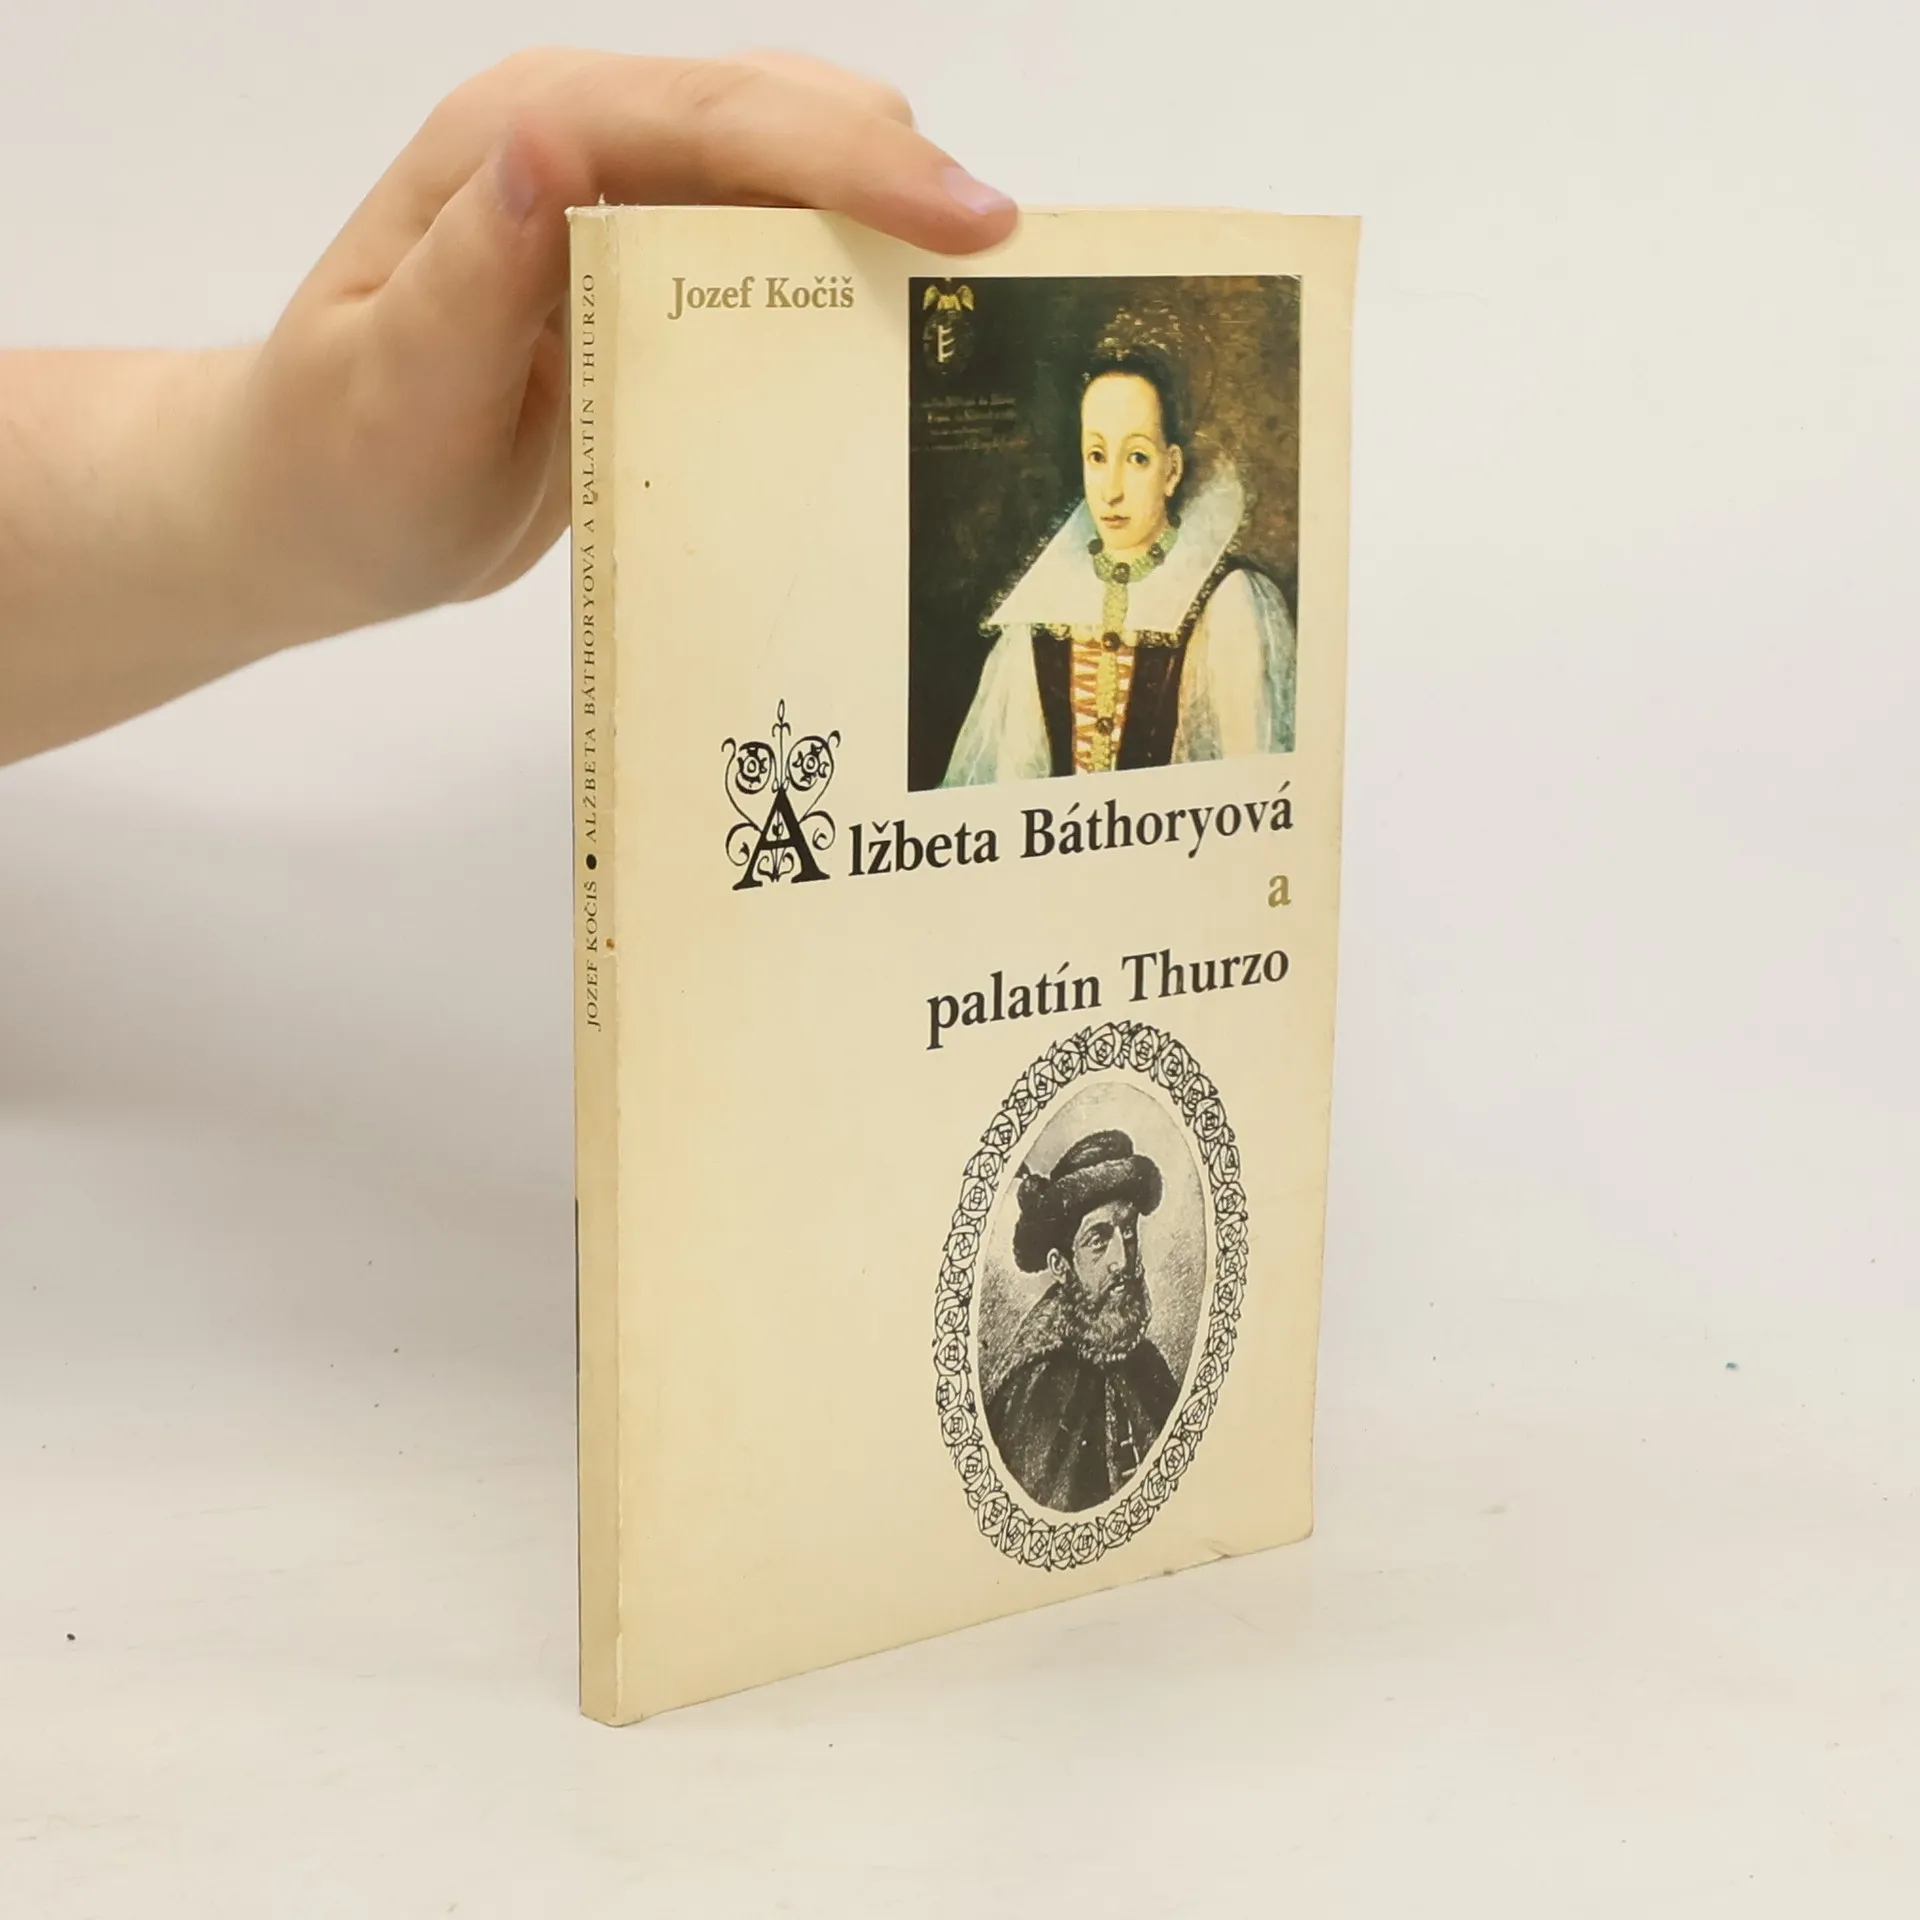 JOZEF KOČIŠ ● ALŽBETA BÁTHORYOVÁ A PALATÍN THURZO
Jozef Kočiš
Alžbeta Báthoryová
a
palatín Thurzo